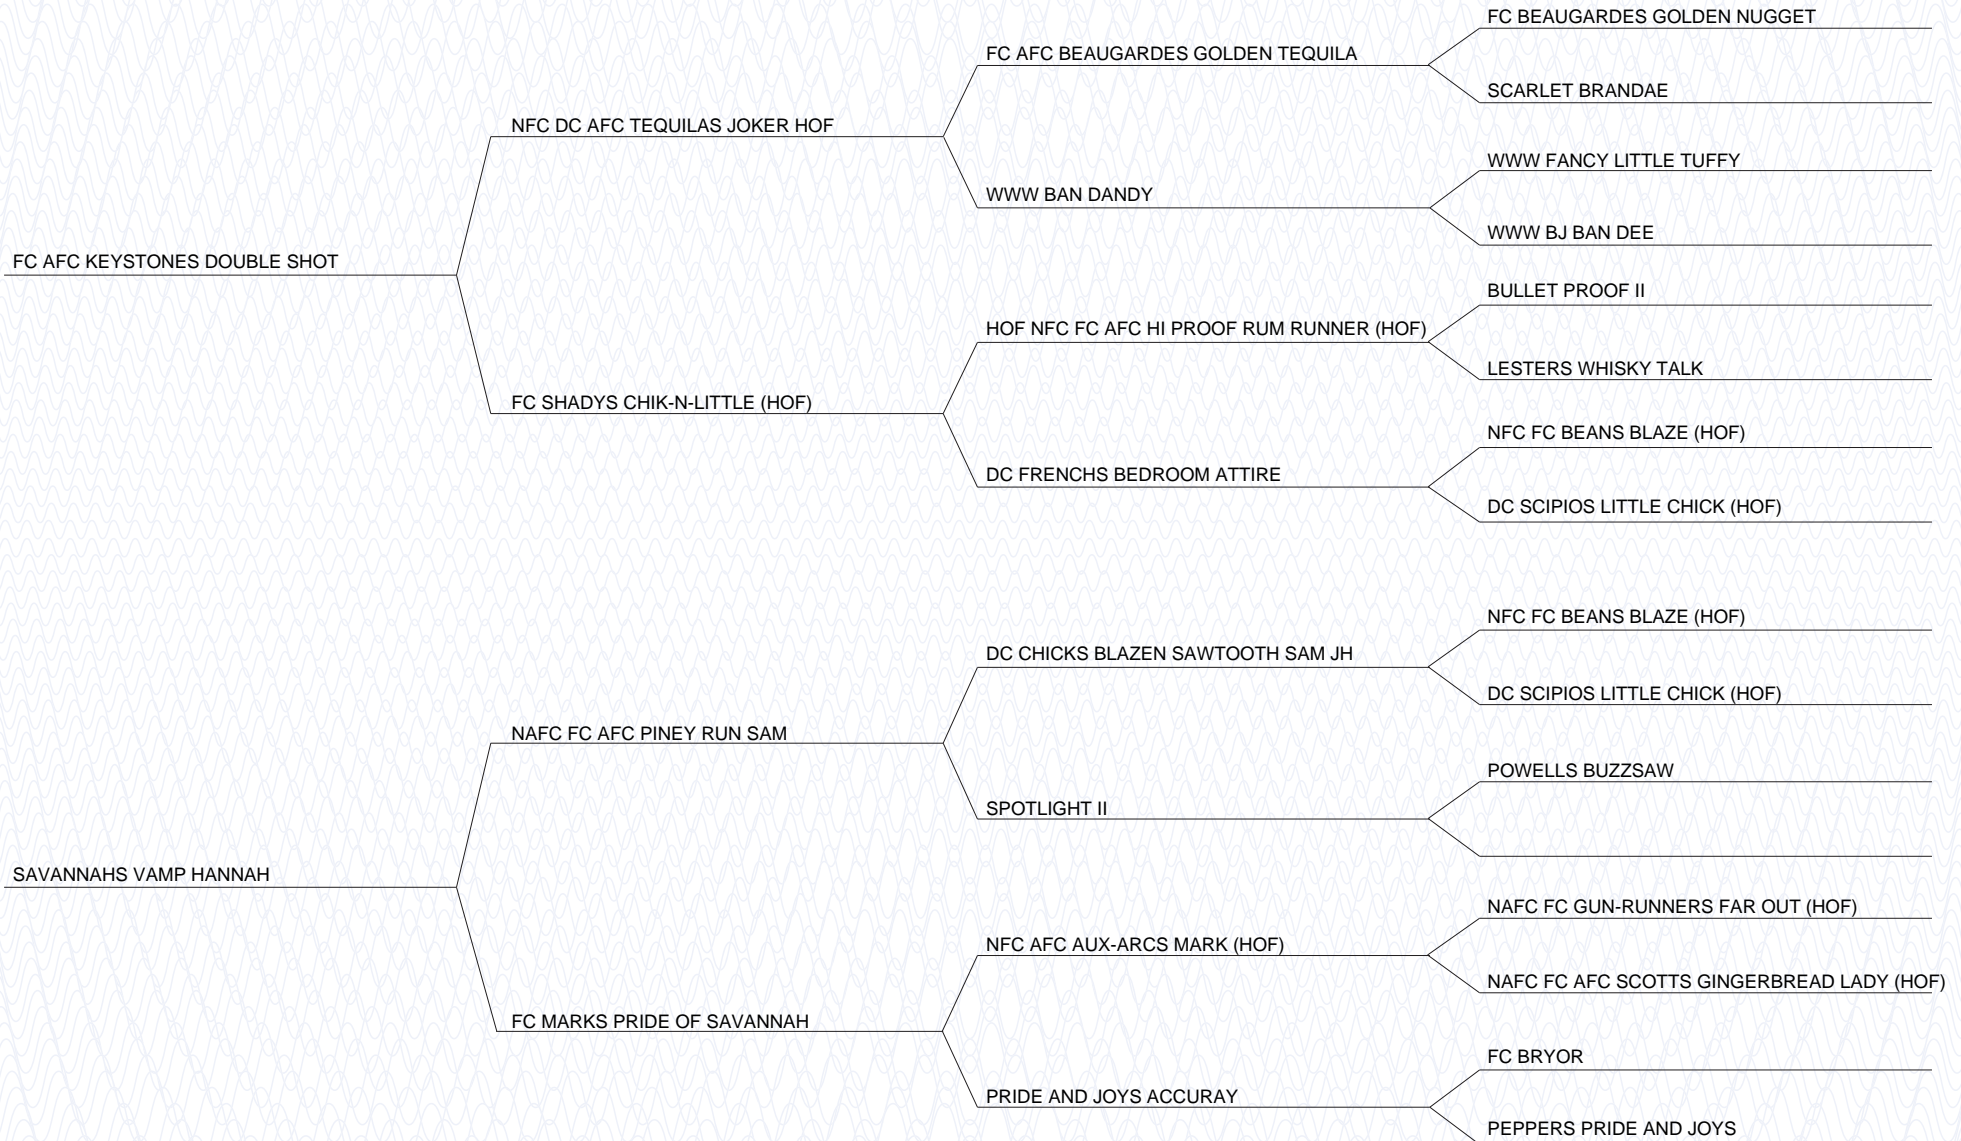 FC BEAUGARDES GOLDEN NUGGET
FC AFC BEAUGARDES GOLDEN TEQUILA
SCARLET BRANDAE
NFC DC AFC TEQUILAS JOKER HOF
WWW FANCY LITTLE TUFFY
WWW BAN DANDY
WWW BJ BAN DEE
FC AFC KEYSTONES DOUBLE SHOT
BULLET PROOF II
HOF NFC FC AFC HI PROOF RUM RUNNER (HOF)
LESTERS WHISKY TALK
FC SHADYS CHIK-N-LITTLE (HOF)
NFC FC BEANS BLAZE (HOF)
DC FRENCHS BEDROOM ATTIRE
DC SCIPIOS LITTLE CHICK (HOF)
NFC FC BEANS BLAZE (HOF)
DC CHICKS BLAZEN SAWTOOTH SAM JH
DC SCIPIOS LITTLE CHICK (HOF)
NAFC FC AFC PINEY RUN SAM
POWELLS BUZZSAW
SPOTLIGHT II
SAVANNAHS VAMP HANNAH
NAFC FC GUN-RUNNERS FAR OUT (HOF)
NFC AFC AUX-ARCS MARK (HOF)
NAFC FC AFC SCOTTS GINGERBREAD LADY (HOF)
FC MARKS PRIDE OF SAVANNAH
FC BRYOR
PRIDE AND JOYS ACCURAY
PEPPERS PRIDE AND JOYS